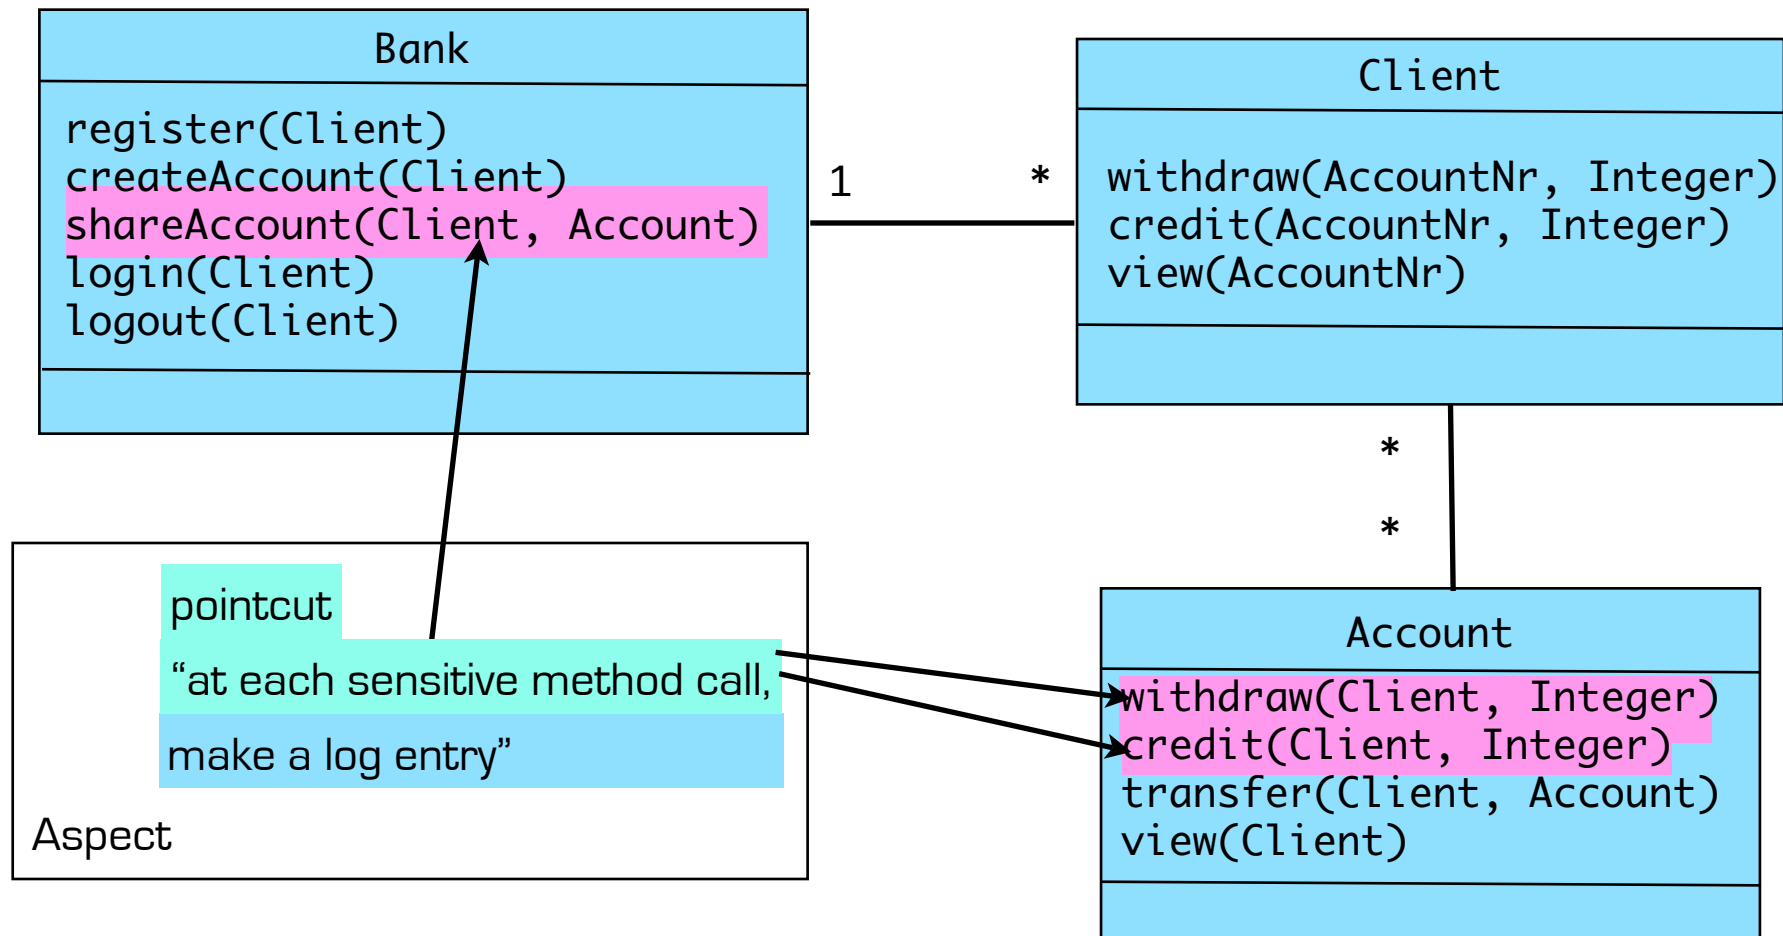 Bank
register(Client)
createAccount(Client)
shareAccount(Client, Account)
login(Client)
logout(Client)
1
*
Client
withdraw(AccountNr, Integer)
credit(AccountNr, Integer)
view(AccountNr)
*
*
pointcut
“at each sensitive method call,
make a log entry”
Aspect
Account
withdraw(Client, Integer)
credit(Client, Integer)
transfer(Client, Account)
view(Client)